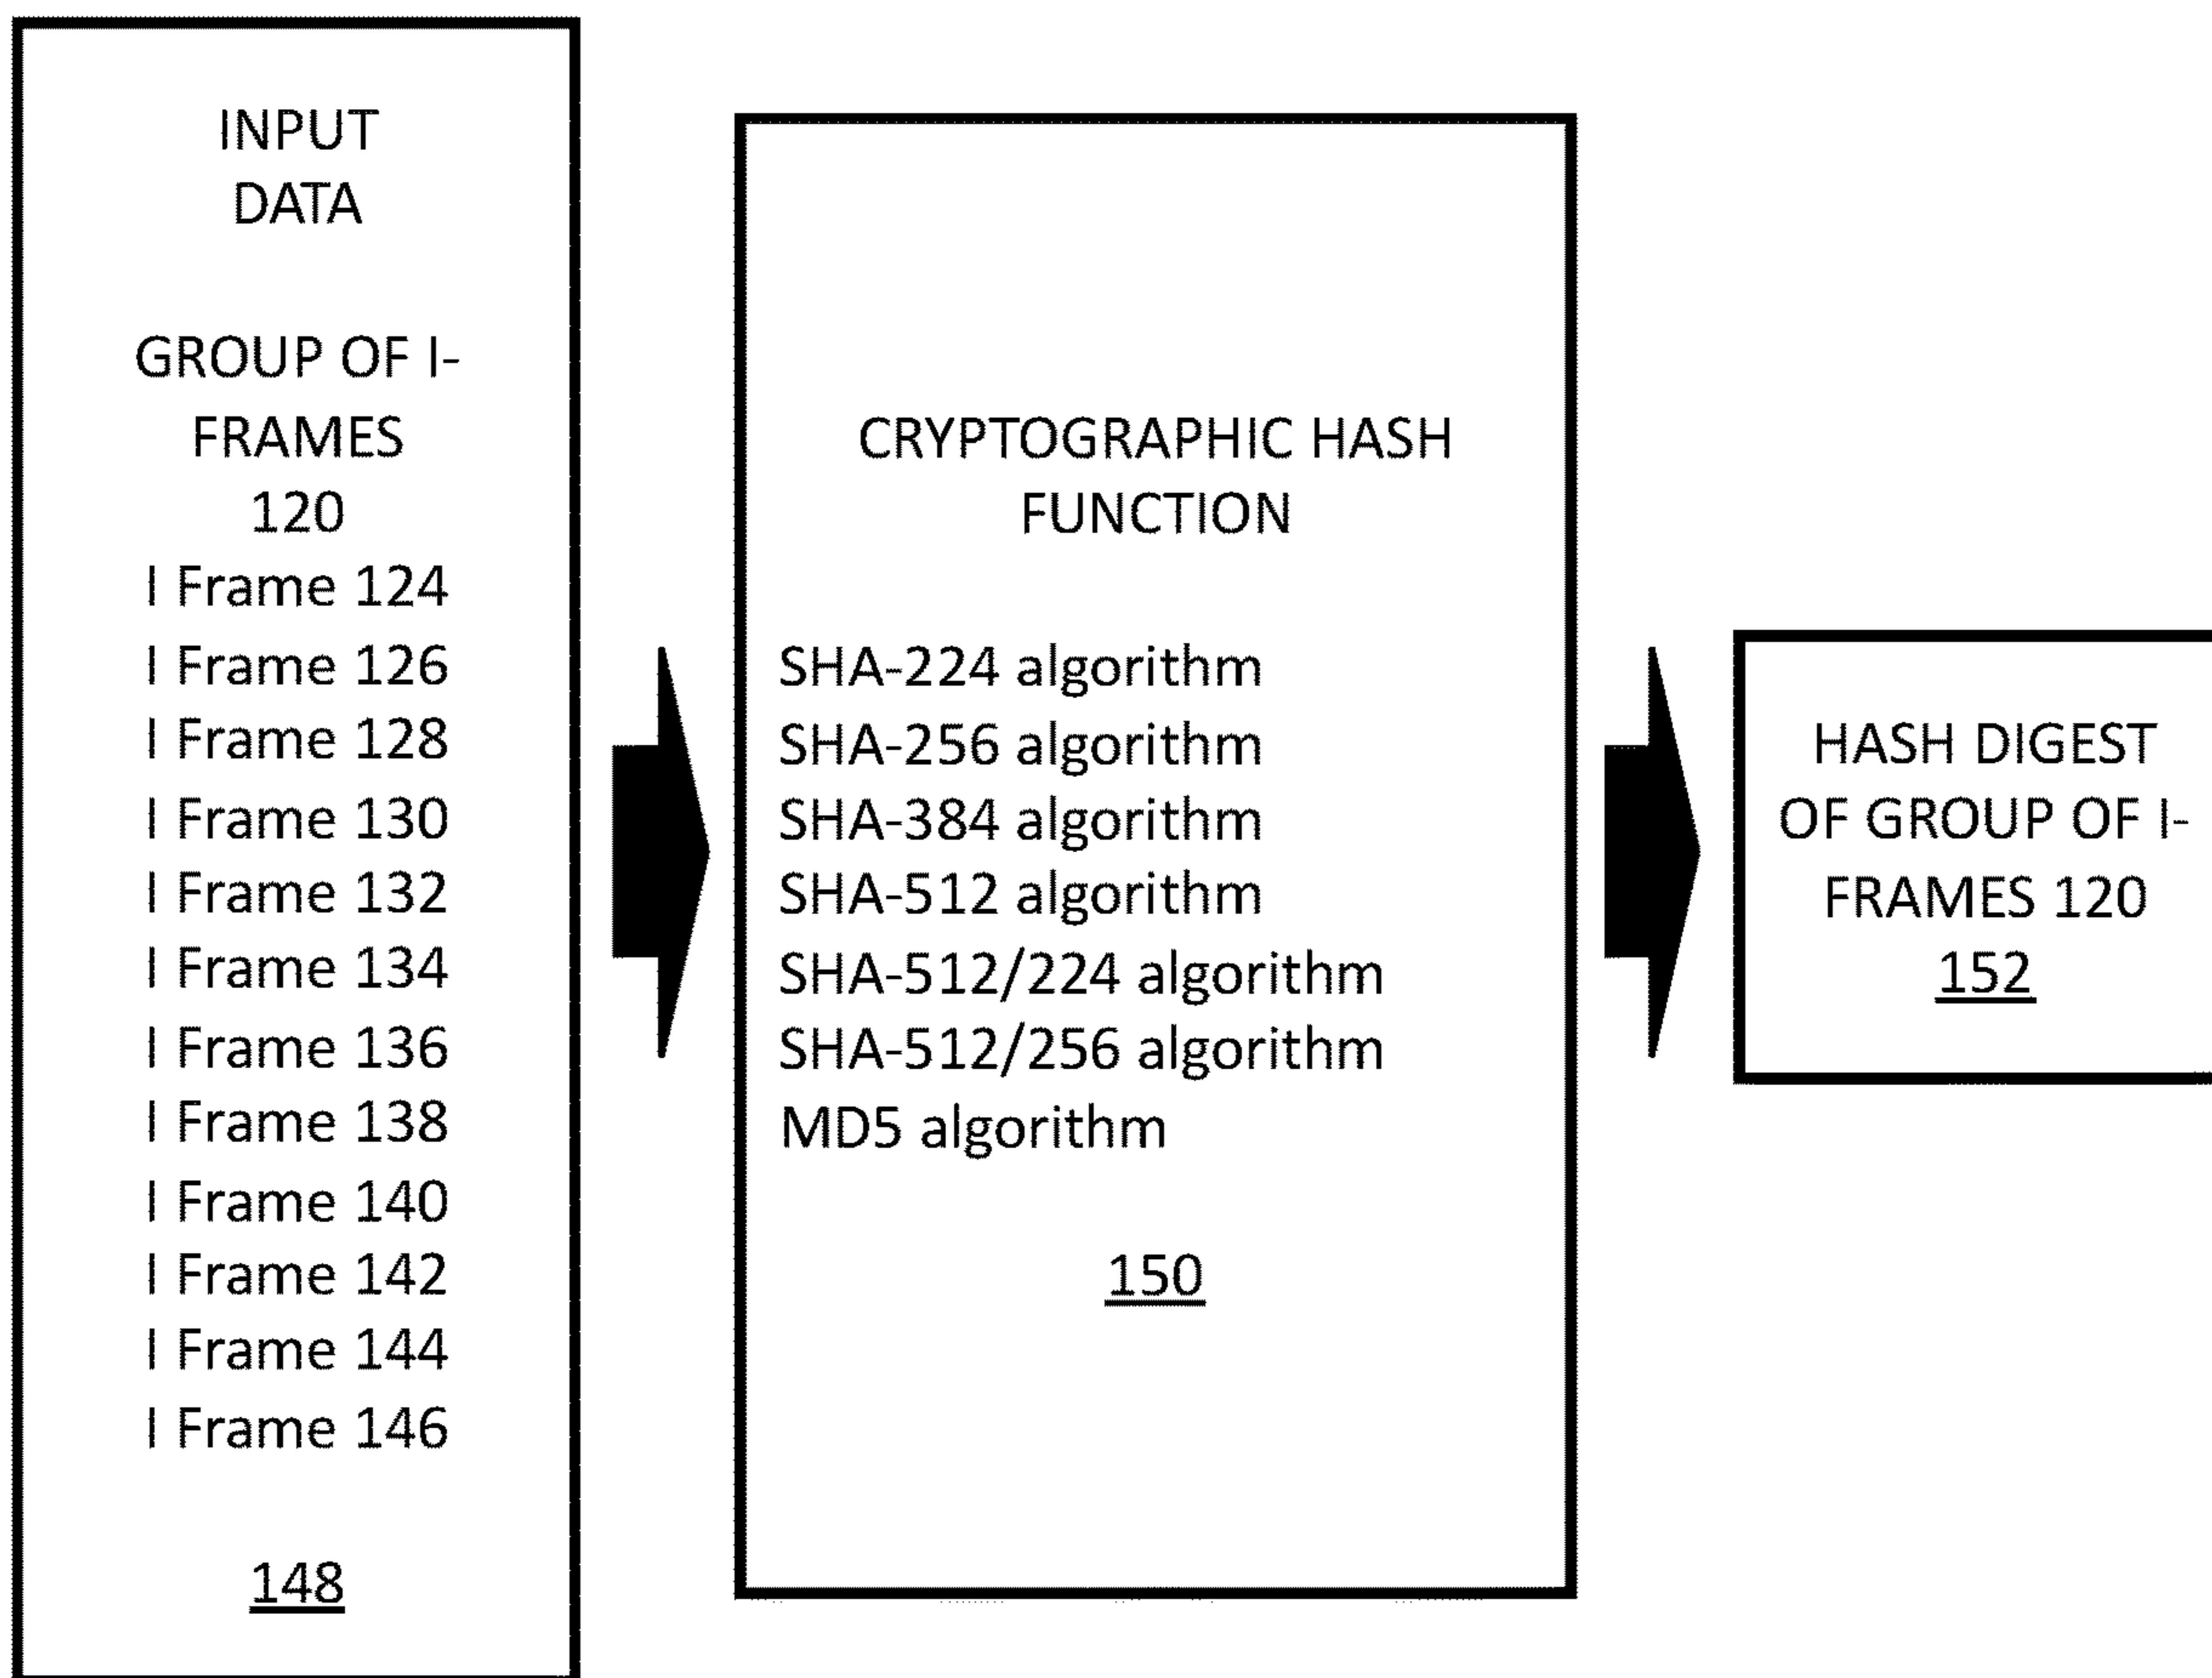 INPUT
DATA
GROUP OF I-
FRAMES
120
I Frame 124
I Frame 126
I Frame 128
I Frame 130
I Frame 132
I Frame 134
I Frame 136
I Frame 138
I Frame 140
I Frame 142
I Frame 144
I Frame 146
148
CRYPTOGRAPHIC HASH
FUNCTION
SHA-224 algorithm
SHA-256 algorithm
SHA-384 algorithm
SHA-512 algorithm
SHA-512/224 algorithm
SHA-512/256 algorithm
MD5 algorithm
150
HASH DIGEST
OF GROUP OF I-
FRAMES 120
152